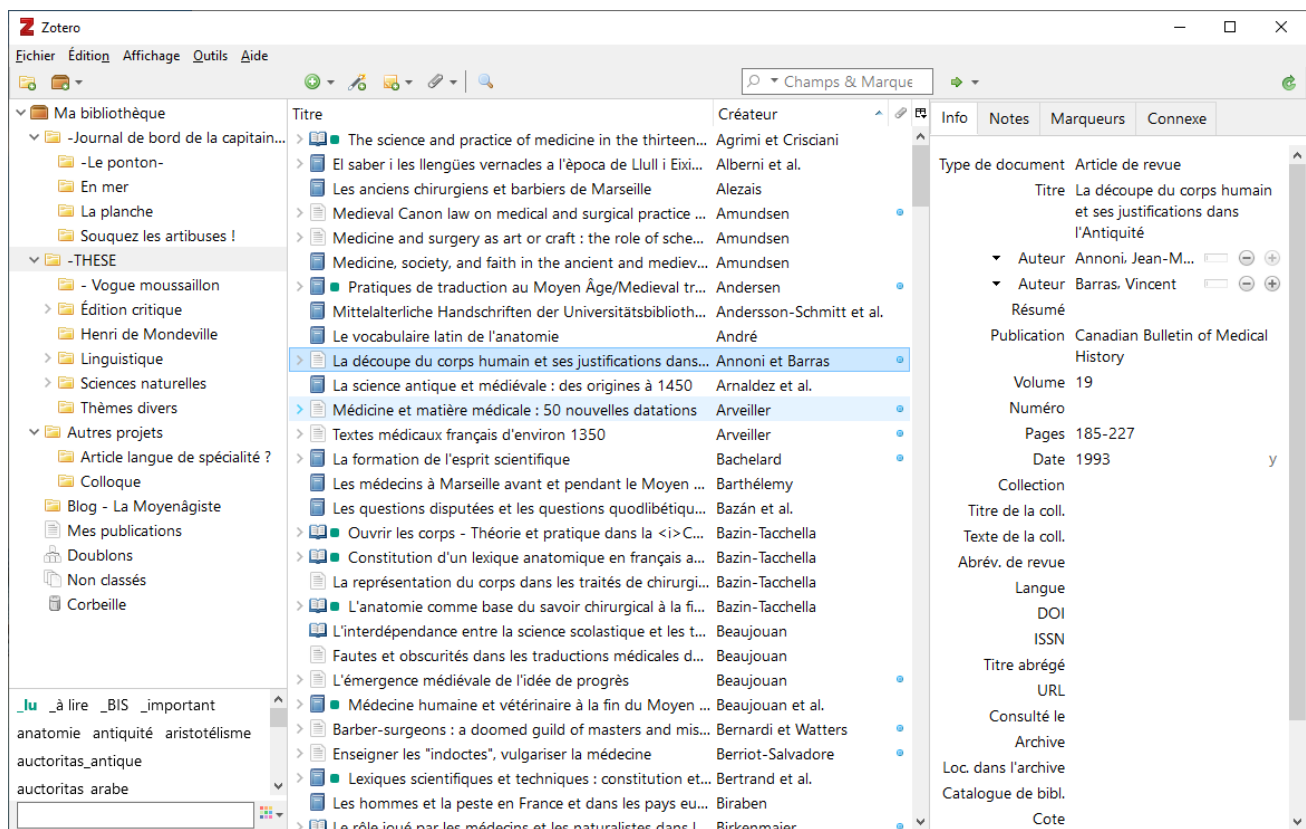 Zotero
Fichier Édition Affichage Outils Aide
Champs & Marque
Ma bibliothèque
-Journal de bord de la capitain...
-Le ponton-
En mer
La planche
Souquez les artibuses !
-THESE
- Vogue moussaillon
Édition critique
Henri de Mondeville
Linguistique
Sciences naturelles
Thèmes divers
Autres projets
Article langue de spécialité ?
Colloque
Blog - La Moyenâgiste
Mes publications
Doublons
Non classés
Corbeille
_lu _à lire _BIS _important
anatomie antiquité aristotélisme
auctoritas_antique
auctoritas arabe
Titre Créateur
The science and practice of medicine in the thirteen... Agrimi et Crisciani
El saber i les llengües vernacles a l'època de Llull i Eixi... Alberni et al.
Les anciens chirurgiens et barbiers de Marseille Alezais
Medieval Canon law on medical and surgical practice ... Amundsen
Medicine and surgery as art or craft : the role of sche... Amundsen
Medicine, society, and faith in the ancient and mediev... Amundsen
Pratiques de traduction au Moyen Âge/Medieval tr... Andersen
Mittelalterliche Handschriften der Universitätsbiblioth... Andersson-Schmitt et al.
Le vocabulaire latin de l'anatomie André
La découpe du corps humain et ses justifications dans... Annoni et Barras
La science antique et médiévale : des origines à 1450 Arnaldez et al.
Médicine et matière médicale : 50 nouvelles datations Arveiller
Textes médicaux français d'environ 1350 Arveiller
La formation de l'esprit scientifique Bachelard
Les médecins à Marseille avant et pendant le Moyen ... Barthélemy
Les questions disputées et les questions quodlibétiqu... Bazán et al.
Ouvrir les corps - Théorie et pratique dans la <i>C... Bazin-Tacchella
Constitution d'un lexique anatomique en français a... Bazin-Tacchella
La représentation du corps dans les traités de chirurgi... Bazin-Tacchella
L'anatomie comme base du savoir chirurgical à la fi... Bazin-Tacchella
L'interdépendance entre la science scolastique et les t... Beaujouan
Fautes et obscurités dans les traductions médicales d... Beaujouan
L'émergence médiévale de l'idée de progrès Beaujouan
Médecine humaine et vétérinaire à la fin du Moyen ... Beaujouan et al.
Barber-surgeons : a doomed guild of masters and mis... Bernardi et Watters
Enseigner les "indoctes", vulgariser la médecine Berriot-Salvadore
Lexiques scientifiques et techniques : constitution et... Bertrand et al.
Les hommes et la peste en France et dans les pays eu... Biraben
Le rôle joué par les médecins et les naturalistes dans l... Birkenmajer
Info Notes Marqueurs Connexe
Type de document Article de revue
Titre La découpe du corps humain
et ses justifications dans
l'Antiquité
Auteur Annoni, Jean-M...
Auteur Barras, Vincent
Résumé
Publication Canadian Bulletin of Medical
History
Volume 19
Numéro
Pages 185-227
Date 1993 y
Collection
Titre de la coll.
Texte de la coll.
Abrév. de revue
Langue
DOI
ISSN
Titre abrégé
URL
Consulté le
Archive
Loc. dans l'archive
Catalogue de bibl.
Cote